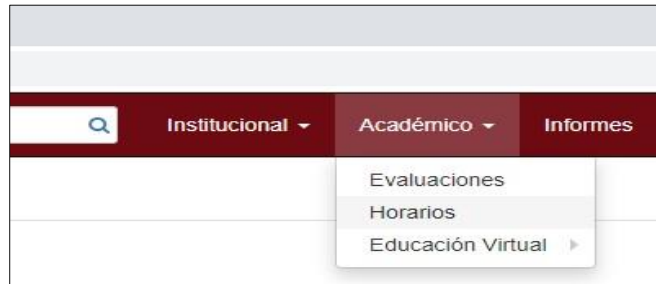 Institucional Académico Informes
Evaluaciones
Horarios
Educación Virtual